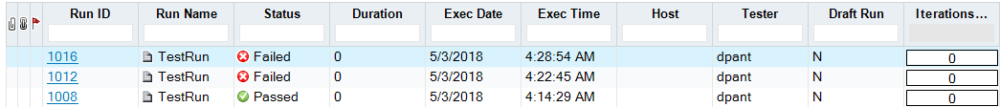 Run ID Run Name Status Duration Exec Date Exec Time Host Tester Draft Run Iterations...
1016 TestRun Failed 0 5/3/2018 4:28:54 AM dpant N 0
1012 TestRun Failed 0 5/3/2018 4:22:45 AM dpant N 0
1008 TestRun Passed 0 5/3/2018 4:14:29 AM dpant N 0